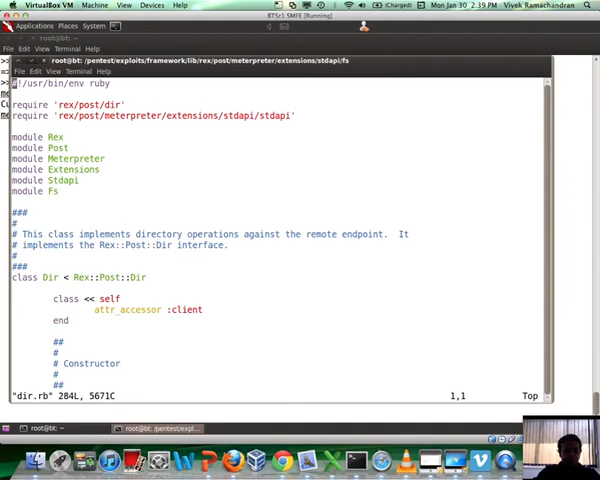 VirtualBox VM Machine View Devices Help
(Charged) Mon Jan 30 2:39 PM Vivek Ramachandran
BT5r1 SMFE [Running]
Applications Places System
root@bt: ~
File Edit View Terminal Help
>>
=>
>>
me
Cu
me
root@bt: /pentest/exploits/framework/lib/rex/post/meterpreter/extensions/stdapi/fs
File Edit View Terminal Help
#!/usr/bin/env ruby
require 'rex/post/dir'
require 'rex/post/meterpreter/extensions/stdapi/stdapi'
module Rex
module Post
module Meterpreter
module Extensions
module Stdapi
module Fs
###
#
# This class implements directory operations against the remote endpoint. It
# implements the Rex::Post::Dir interface.
#
###
class Dir < Rex::Post::Dir
class << self
attr_accessor :client
end
##
#
# Constructor
#
##
"dir.rb" 284L, 5671C 1,1 Top
root@bt: ~ root@bt: /pentest/expl...